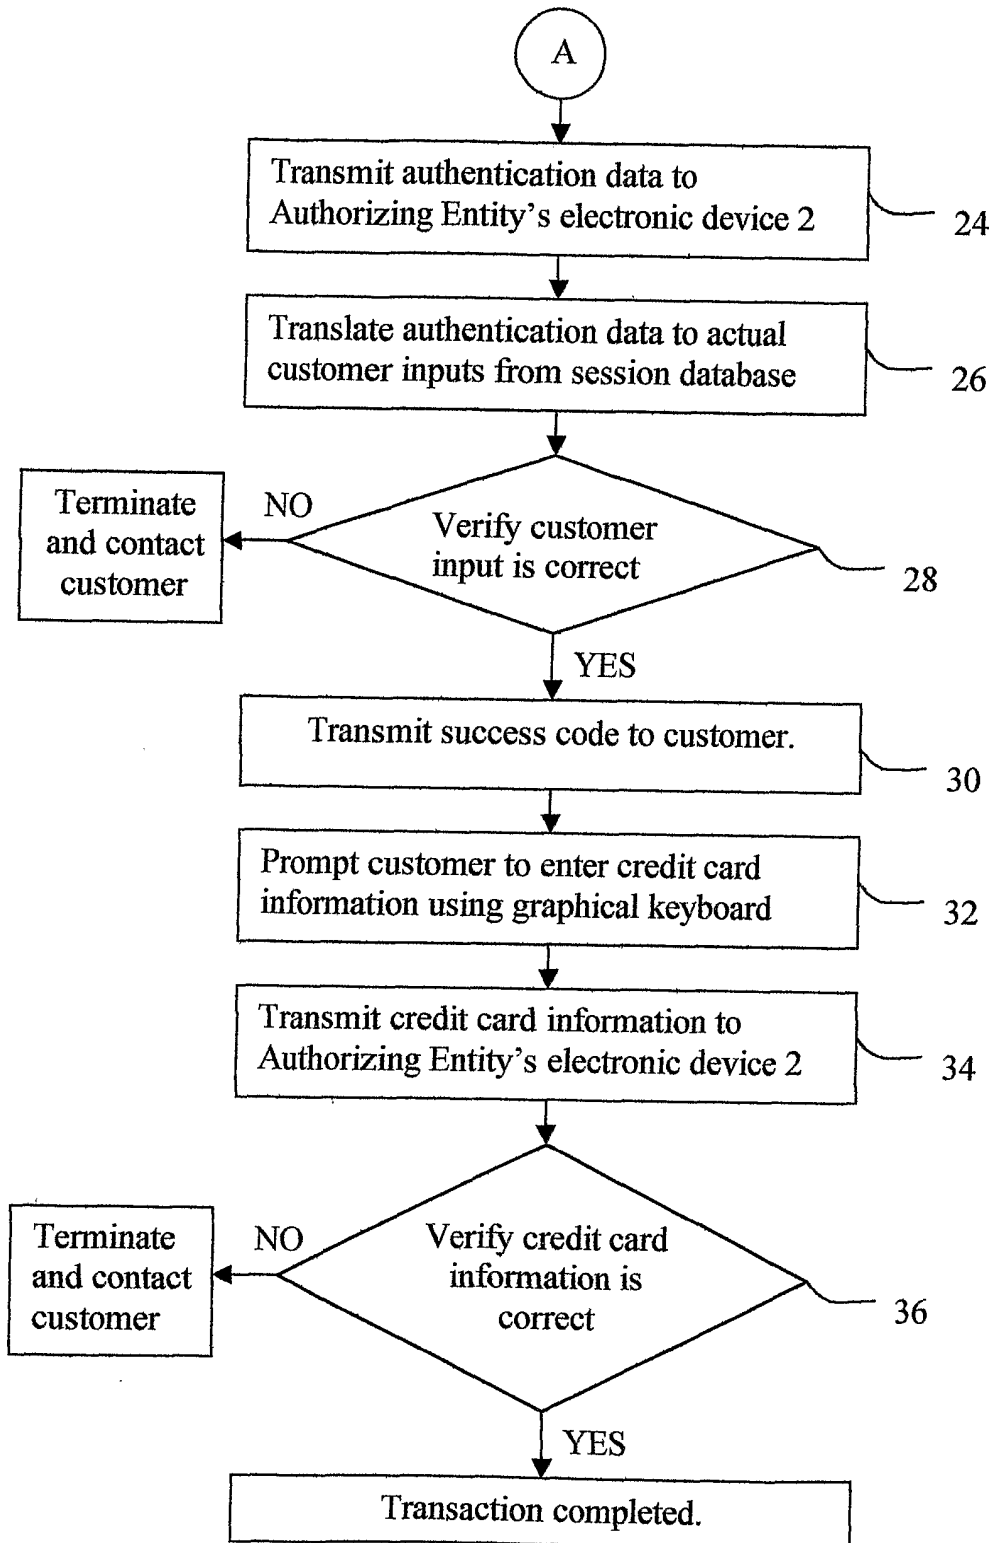 A
Transmit authentication data to
Authorizing Entity's electronic device 2
24
Translate authentication data to actual
customer inputs from session database
26
Terminate
and contact
customer
NO
Verify customer
input is correct
28
YES
Transmit success code to customer.
30
Prompt customer to enter credit card
information using graphical keyboard
32
Transmit credit card information to
Authorizing Entity's electronic device 2
34
Terminate
and contact
customer
NO
Verify credit card
information is
correct
36
YES
Transaction completed.